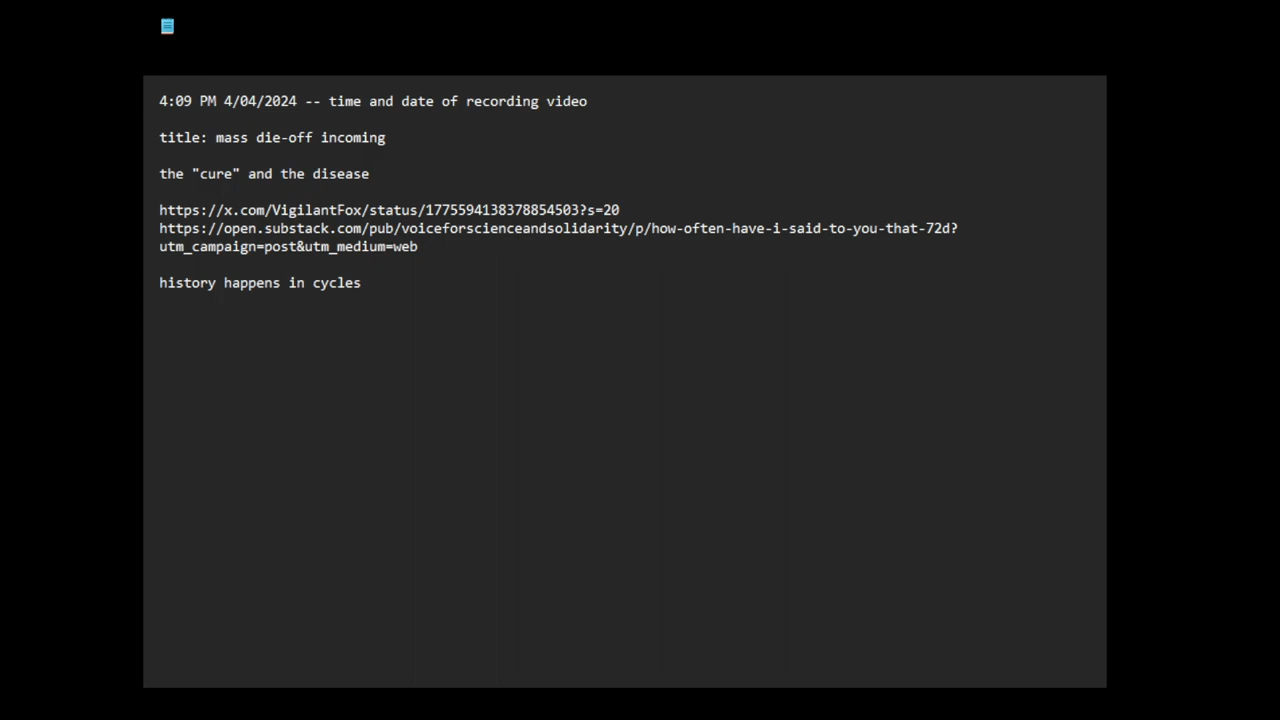 4:09 PM 4/04/2024 -- time and date of recording video
title: mass die-off incoming
the "cure" and the disease
https://x.com/VigilantFox/status/1775594138378854503?s=20
https://open.substack.com/pub/voiceforscienceandsolidarity/p/how-often-have-i-said-to-you-that-72d?
utm_campaign=post&utm_medium=web
history happens in cycles